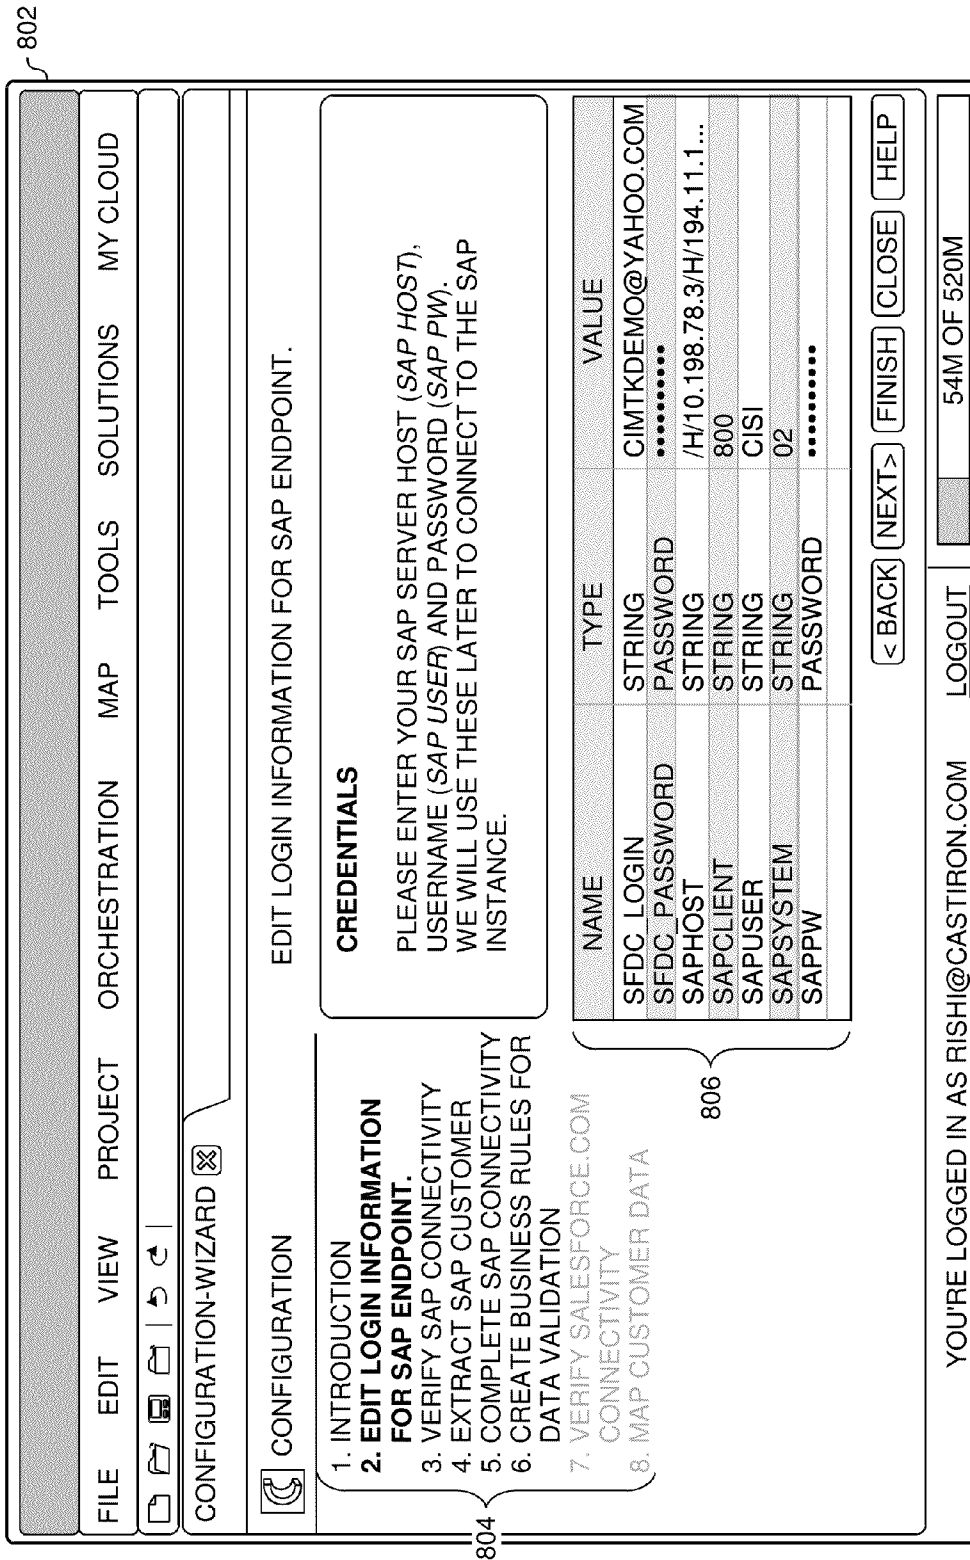 802
FILE EDIT VIEW PROJECT ORCHESTRATION MAP TOOLS SOLUTIONS MY CLOUD
CONFIGURATION-WIZARD
CONFIGURATION
EDIT LOGIN INFORMATION FOR SAP ENDPOINT.
804
1. INTRODUCTION
2. EDIT LOGIN INFORMATION
FOR SAP ENDPOINT.
3. VERIFY SAP CONNECTIVITY
4. EXTRACT SAP CUSTOMER
5. COMPLETE SAP CONNECTIVITY
6. CREATE BUSINESS RULES FOR
DATA VALIDATION
7. VERIFY SALESFORCE.COM
CONNECTIVITY
8. MAP CUSTOMER DATA
CREDENTIALS
PLEASE ENTER YOUR SAP SERVER HOST (SAP HOST),
USERNAME (SAP USER) AND PASSWORD (SAP PW).
WE WILL USE THESE LATER TO CONNECT TO THE SAP
INSTANCE.
806
NAME TYPE VALUE
SFDC_LOGIN STRING CIMTKDEMO@YAHOO.COM
SFDC_PASSWORD PASSWORD ••••••••••
SAPHOST STRING /H/10.198.78.3/H/194.11.1...
SAPCLIENT STRING 800
SAPUSER STRING CISI
SAPSYSTEM STRING 02
SAPPW PASSWORD ••••••••••
< BACK NEXT> FINISH CLOSE HELP
YOU'RE LOGGED IN AS RISHI@CASTIRON.COM LOGOUT 54M OF 520M